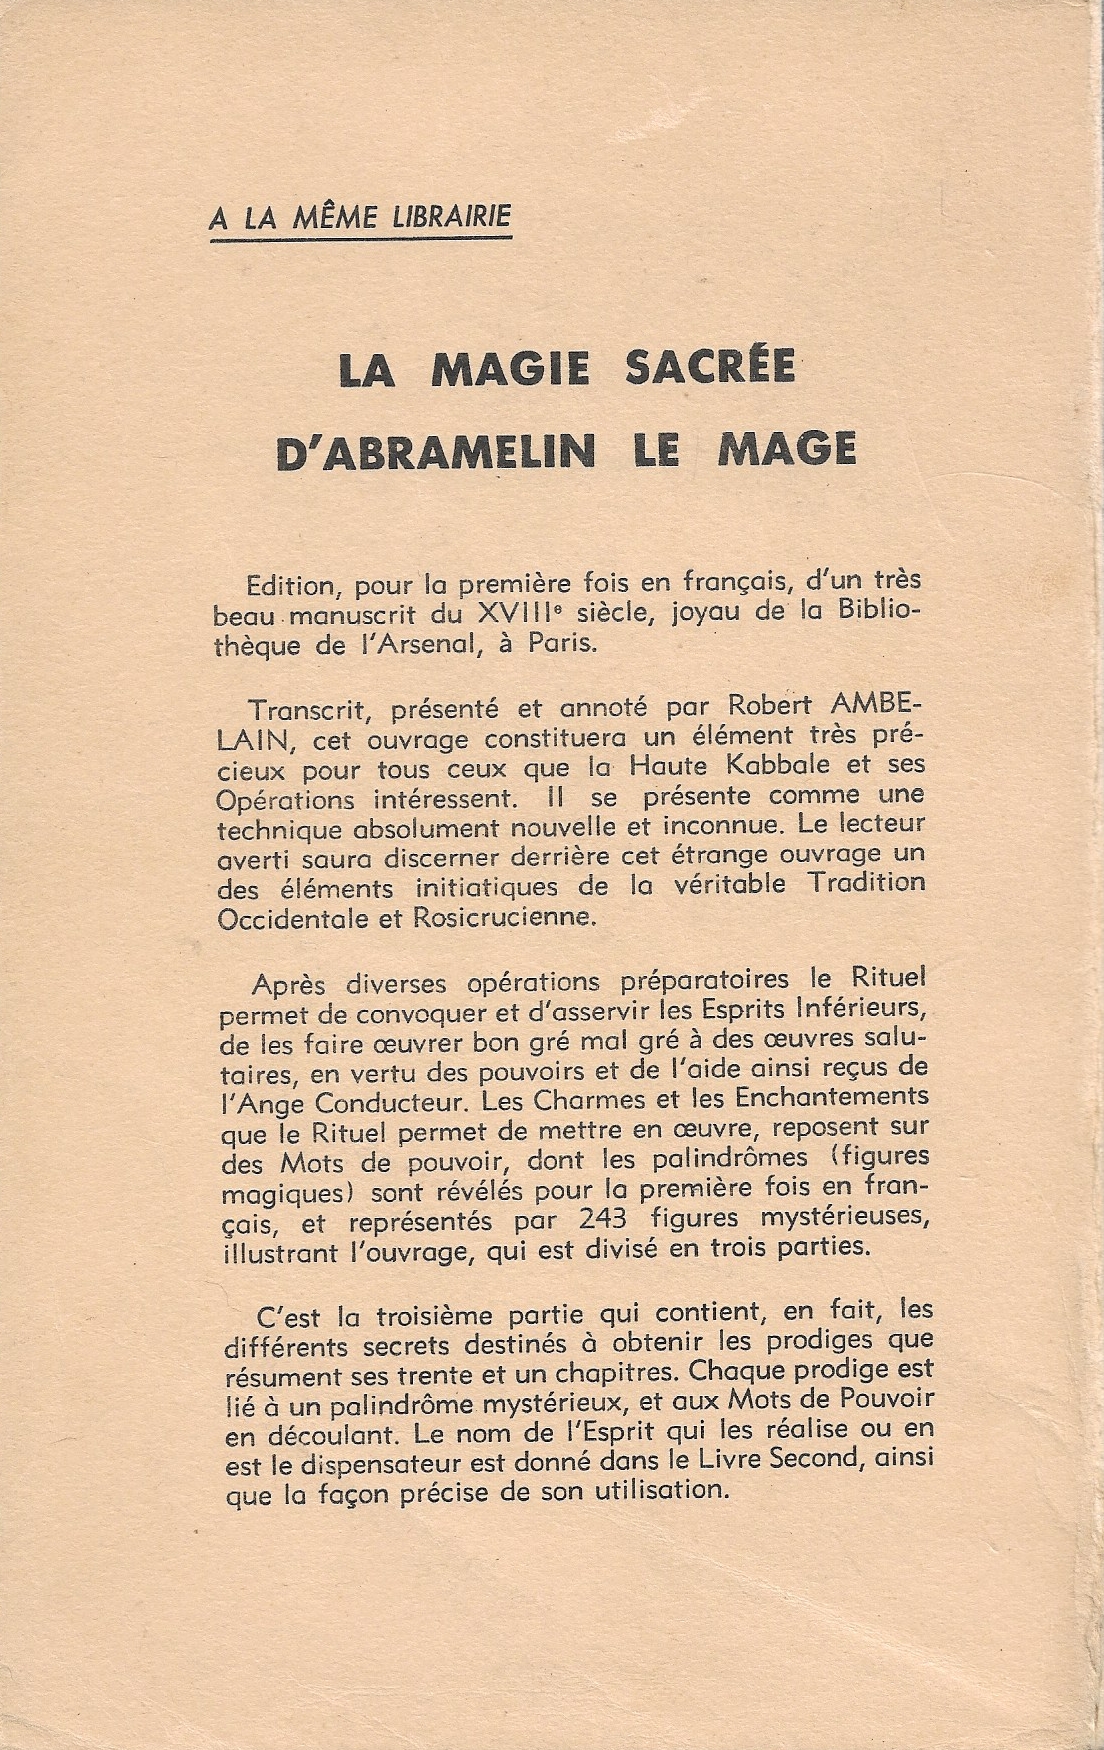 A LA MÊME LIBRAIRIE
LA MAGIE SACRÉE
D'ABRAMELIN LE MAGE
Edition, pour la première fois en français, d'un très
beau manuscrit du XVIIIe siècle, joyau de la Biblio-
thèque de l'Arsenal, à Paris.
Transcrit, présenté et annoté par Robert AMBE-
LAIN, cet ouvrage constituera un élément très pré-
cieux pour tous ceux que la Haute Kabbale et ses
Opérations intéressent. Il se présente comme une
technique absolument nouvelle et inconnue. Le lecteur
averti saura discerner derrière cet étrange ouvrage un
des éléments initiatiques de la véritable Tradition
Occidentale et Rosicrucienne.
Après diverses opérations préparatoires le Rituel
permet de convoquer et d'asservir les Esprits Inférieurs,
de les faire œuvrer bon gré mal gré à des œuvres salu-
taires, en vertu des pouvoirs et de l'aide ainsi reçus de
l'Ange Conducteur. Les Charmes et les Enchantements
que le Rituel permet de mettre en œuvre, reposent sur
des Mots de pouvoir, dont les palindrômes (figures
magiques) sont révélés pour la première fois en fran-
çais, et représentés par 243 figures mystérieuses,
illustrant l'ouvrage, qui est divisé en trois parties.
C'est la troisième partie qui contient, en fait, les
différents secrets destinés à obtenir les prodiges que
résument ses trente et un chapitres. Chaque prodige est
lié à un palindrôme mystérieux, et aux Mots de Pouvoir
en découlant. Le nom de l'Esprit qui les réalise ou en
est le dispensateur est donné dans le Livre Second, ainsi
que la façon précise de son utilisation.